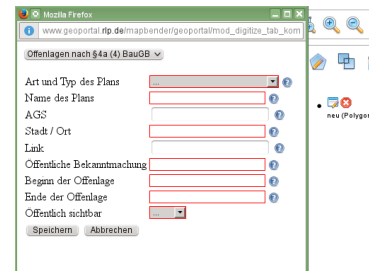 Mozilla Firefox
www.geoportal.rlp.de/mapbender/geoportal/mod_digitize_tab_kom
Offenlagen nach §4a (4) BauGB
Art und Typ des Plans ...
Name des Plans
AGS
Stadt / Ort
Link
Öffentliche Bekanntmachung
Beginn der Offenlage
Ende der Offenlage
Öffentlich sichtbar ...
Speichern Abbrechen
neu (Polygon